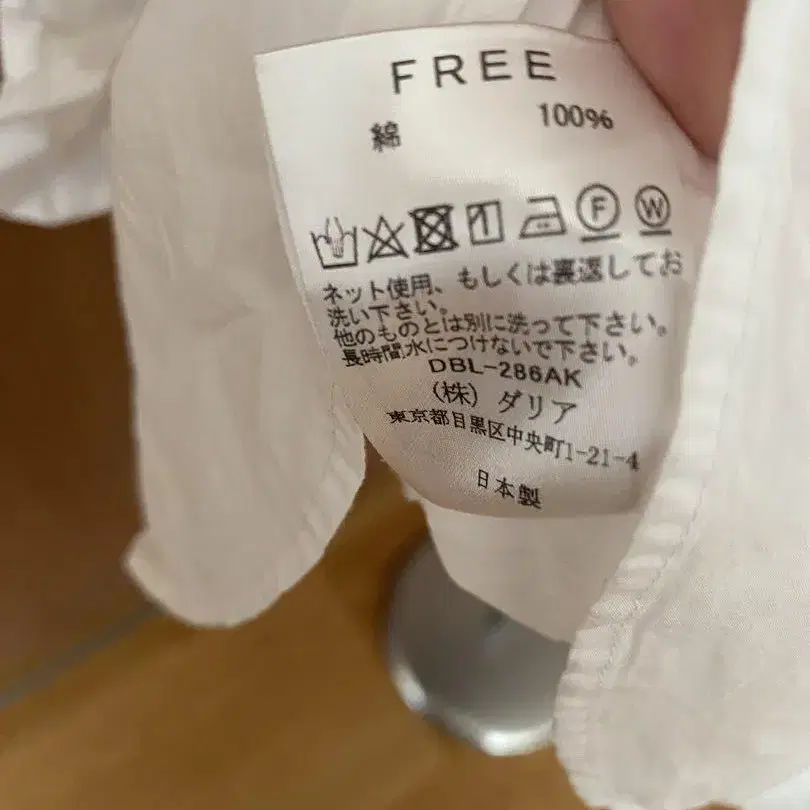 FREE
綿 100%
F W
ネット使用、もしくは裏返してお
洗い下さい。
他のものとは別に洗って下さい。
長時間水につけないで下さい。
DBL-286AK
(株) ダリア
東京都目黒区中央町1-21-4
日本製